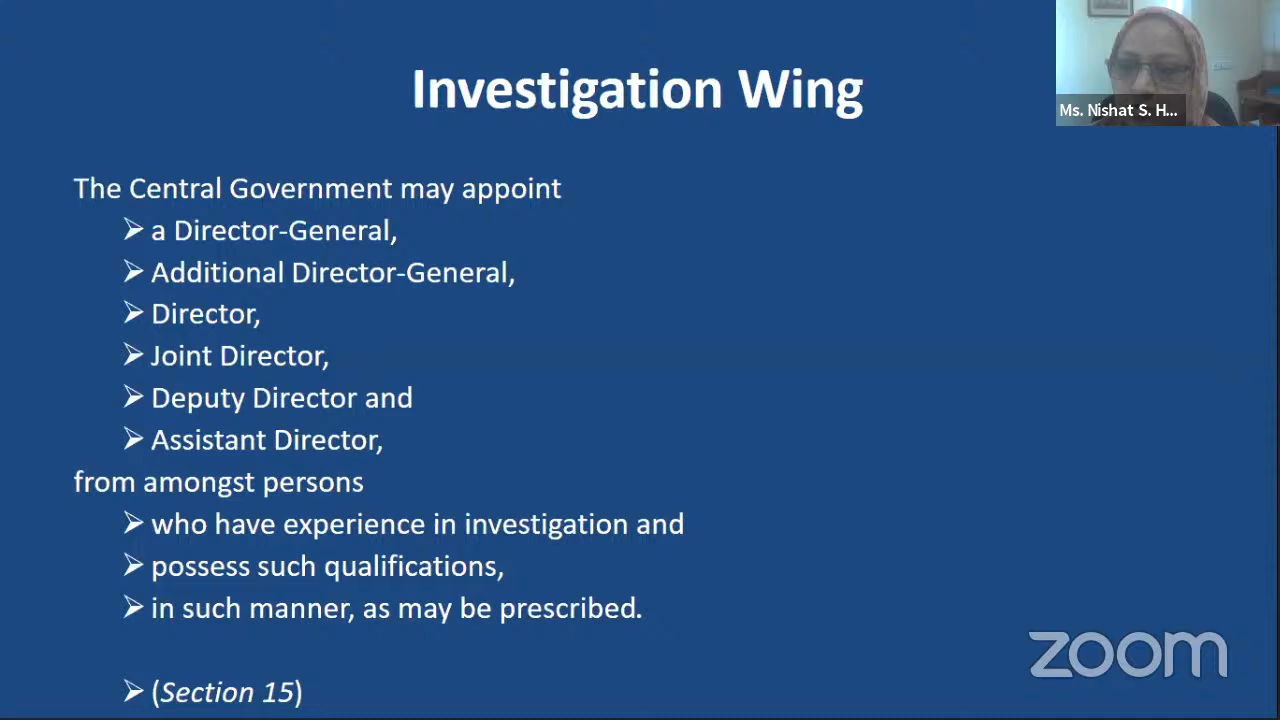 Investigation Wing
Ms. Nishat S. H...
The Central Government may appoint
➢ a Director-General,
➢ Additional Director-General,
➢ Director,
➢ Joint Director,
➢ Deputy Director and
➢ Assistant Director,
from amongst persons
➢ who have experience in investigation and
➢ possess such qualifications,
➢ in such manner, as may be prescribed.
zoom
➢ (Section 15)